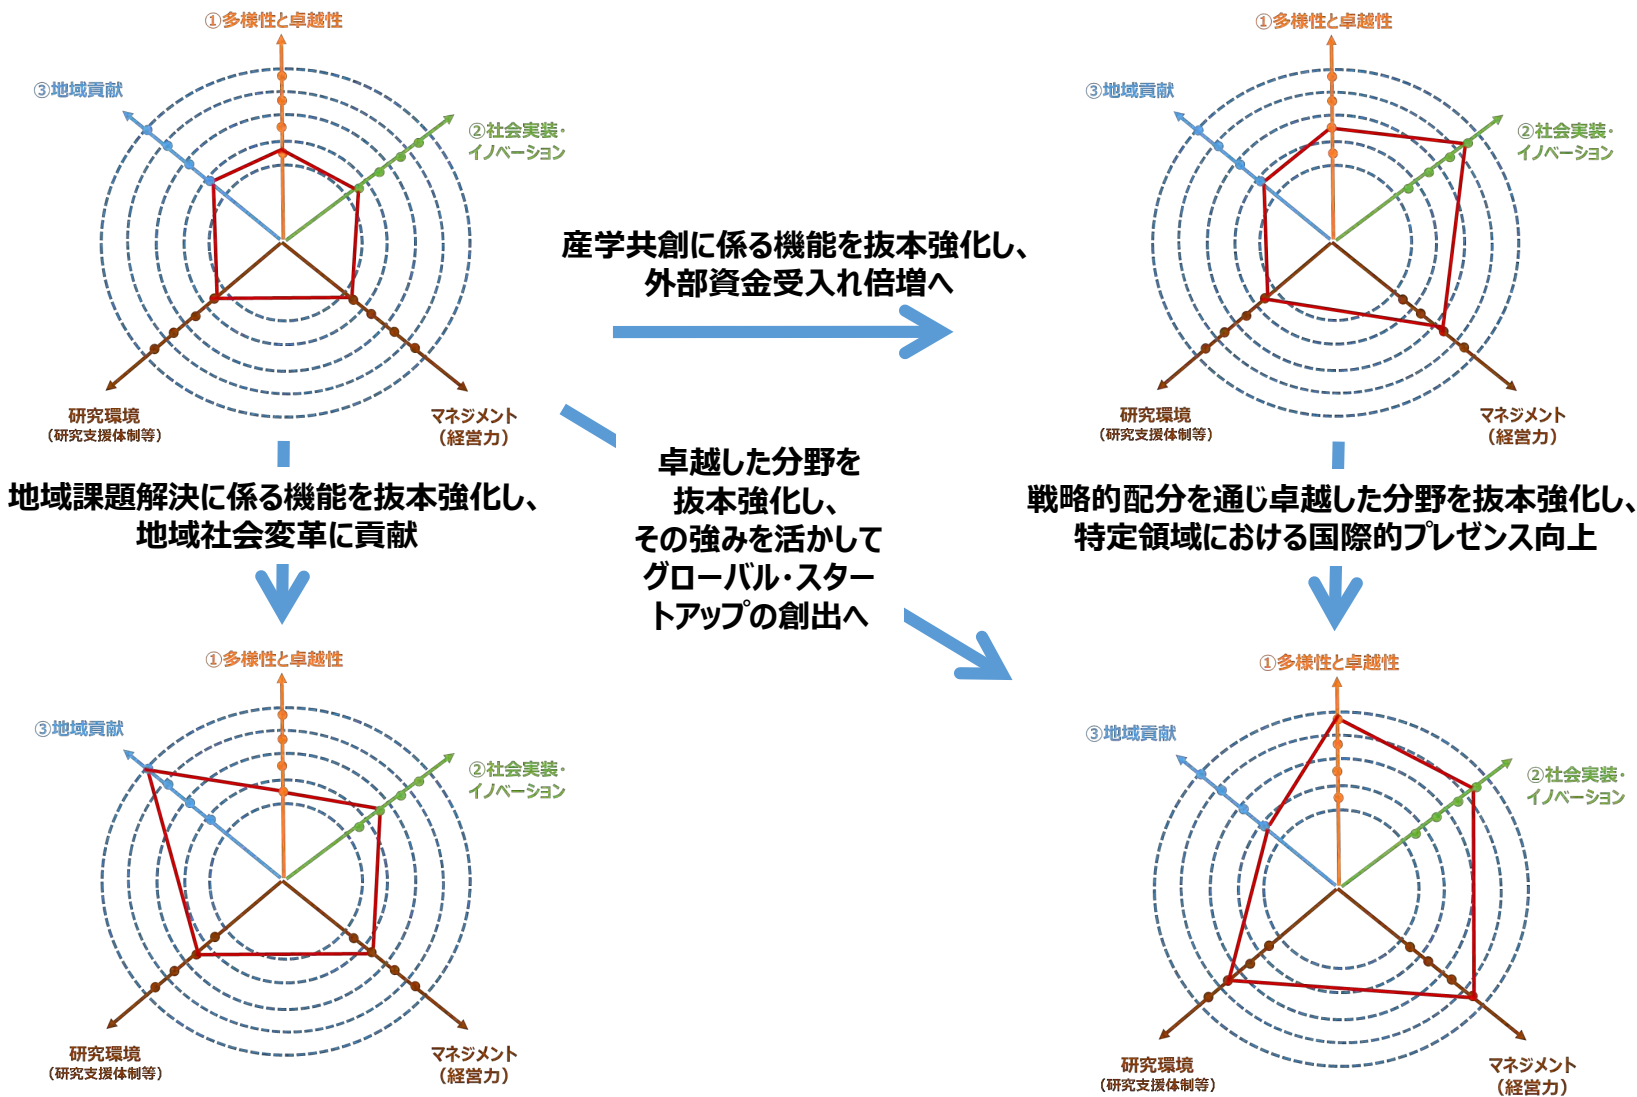 ①多様性と卓越性
③地域貢献
②社会実装・
イノベーション
研究環境
（研究支援体制等）
マネジメント
（経営力）
産学共創に係る機能を抜本強化し、
外部資金受入れ倍増へ
①多様性と卓越性
③地域貢献
②社会実装・
イノベーション
研究環境
（研究支援体制等）
マネジメント
（経営力）
地域課題解決に係る機能を抜本強化し、
地域社会変革に貢献
卓越した分野を
抜本強化し、
その強みを活かして
グローバル・スター
トアップの創出へ
戦略的配分を通じ卓越した分野を抜本強化し、
特定領域における国際的プレゼンス向上
①多様性と卓越性
③地域貢献
②社会実装・
イノベーション
研究環境
（研究支援体制等）
マネジメント
（経営力）
①多様性と卓越性
③地域貢献
②社会実装・
イノベーション
研究環境
（研究支援体制等）
マネジメント
（経営力）